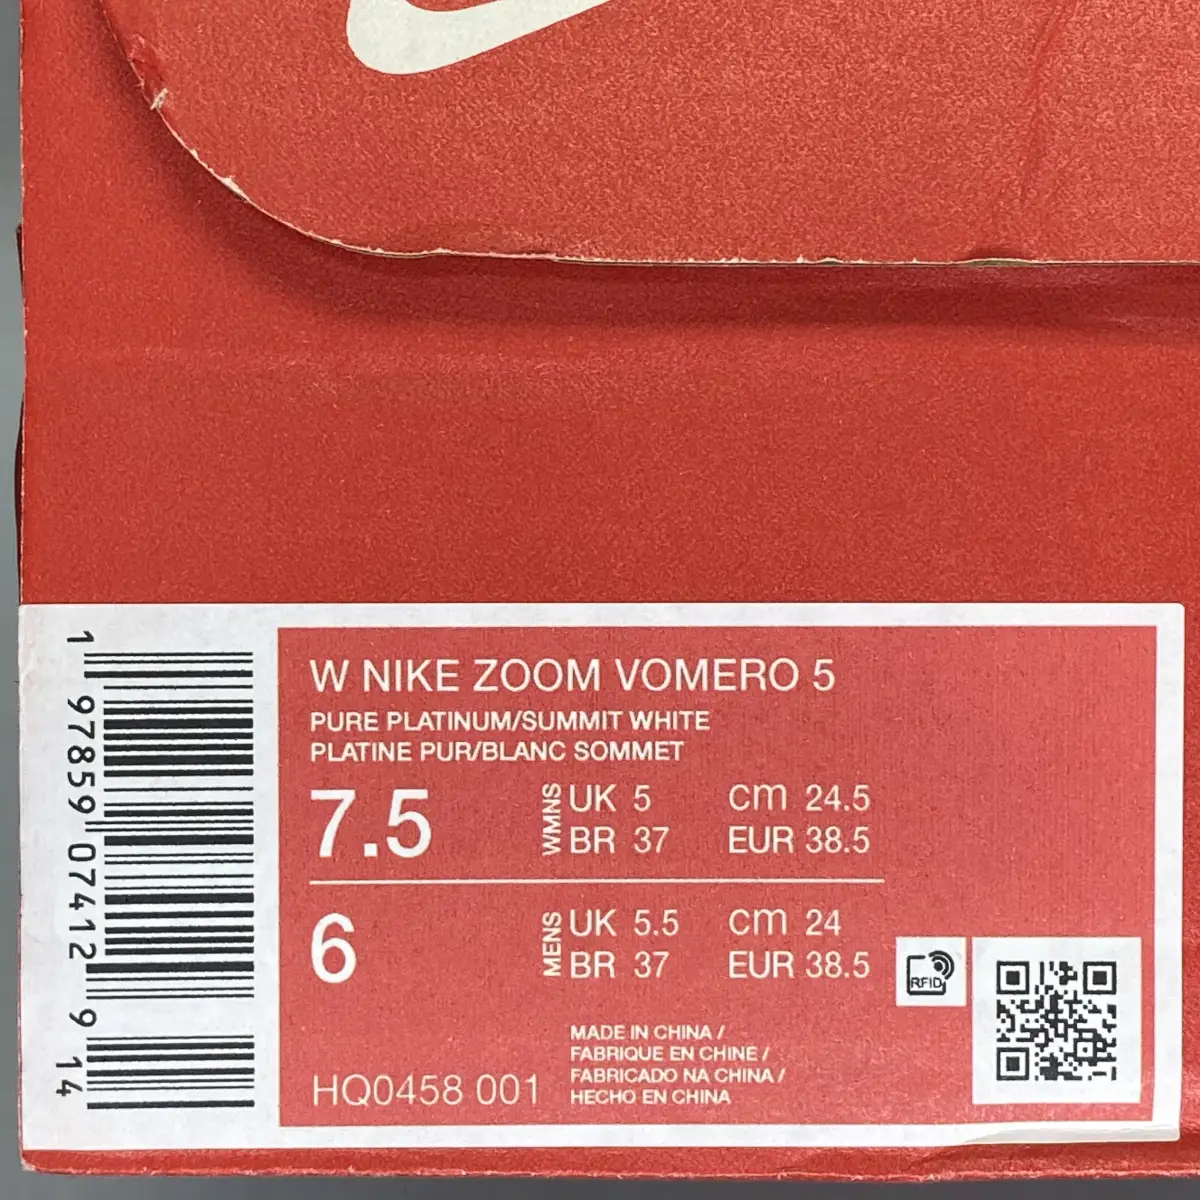 W NIKE ZOOM VOMERO 5
PURE PLATINUM/SUMMIT WHITE
PLATINE PUR/BLANC SOMMET
7.5 WMNS UK 5 cm 24.5
BR 37 EUR 38.5
6 MENS UK 5.5 cm 24
BR 37 EUR 38.5
RFID
HQ0458 001
MADE IN CHINA /
FABRIQUE EN CHINE /
FABRICADO NA CHINA /
HECHO EN CHINA
1 97859 07412 9 14